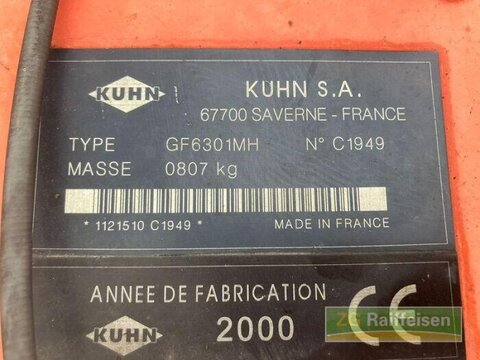 KUHN
KUHN S.A.
67700 SAVERNE - FRANCE
TYPE GF6301MH N° C1949
MASSE 0807 kg
* 1121510 C1949 * MADE IN FRANCE
ANNEE DE FABRICATION
KUHN 2000 CE
ZG Raiffeisen